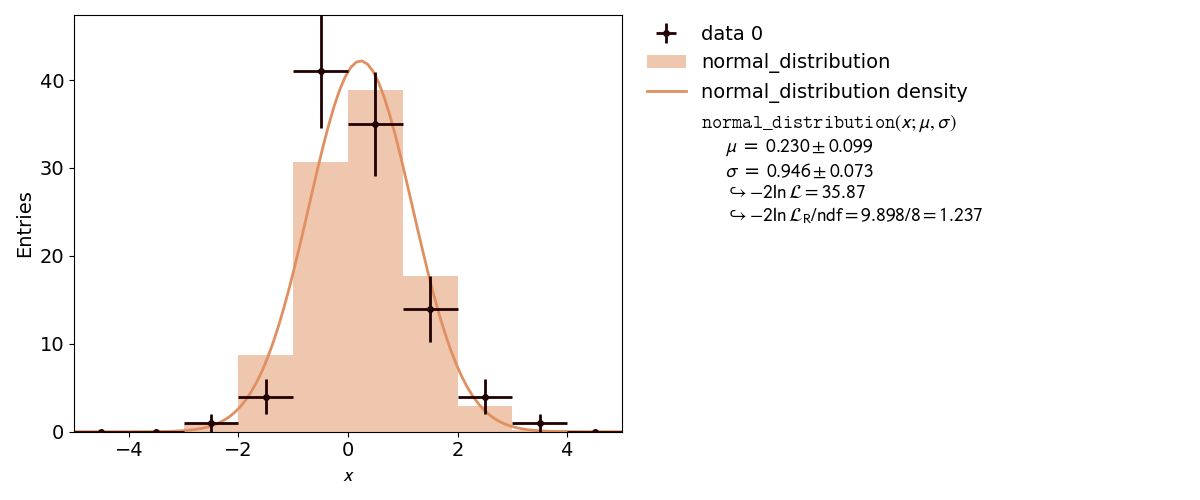 40
30
20
10
0
Entries
−4
−2
0
2
4
x
data 0
normal_distribution
normal_distribution density
normal_distribution(x; μ, σ)
μ = 0.230 ± 0.099
σ = 0.946 ± 0.073
↪ −2ln ℒ = 35.87
↪ −2ln ℒR/ndf = 9.898/8 = 1.237